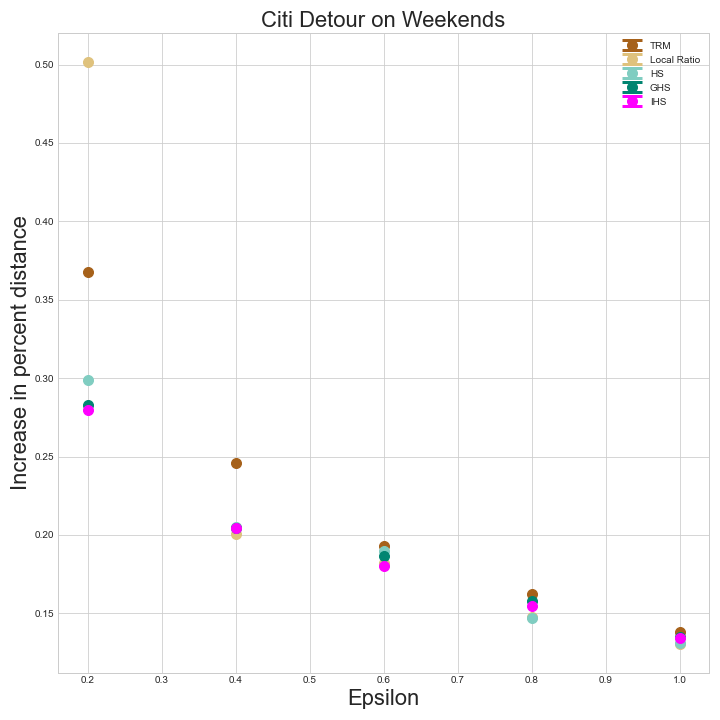 Citi Detour on Weekends
TRM
Local Ratio
HS
GHS
IHS
Increase in percent distance
0.50
0.45
0.40
0.35
0.30
0.25
0.20
0.15
0.2 0.3 0.4 0.5 0.6 0.7 0.8 0.9 1.0
Epsilon